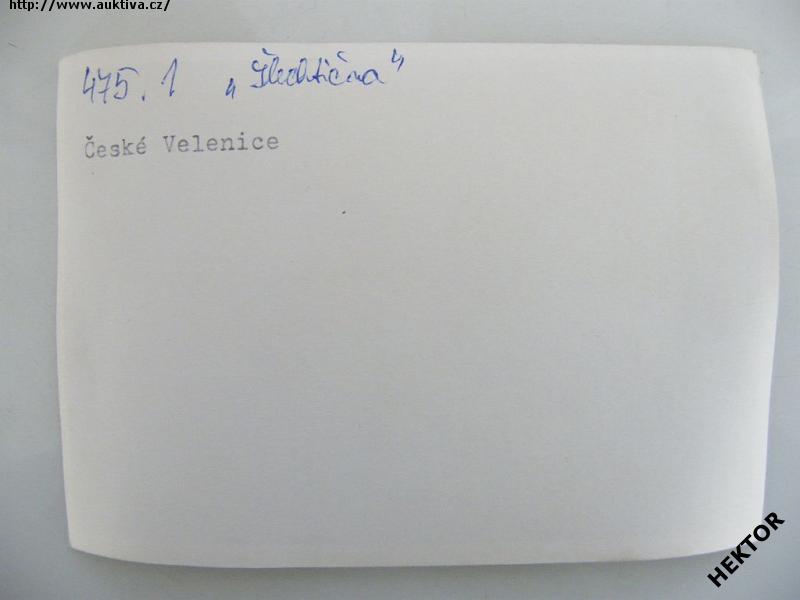 http://www.auktiva.cz/
475.1 „Šlechtična"
České Velenice
HEKTOR